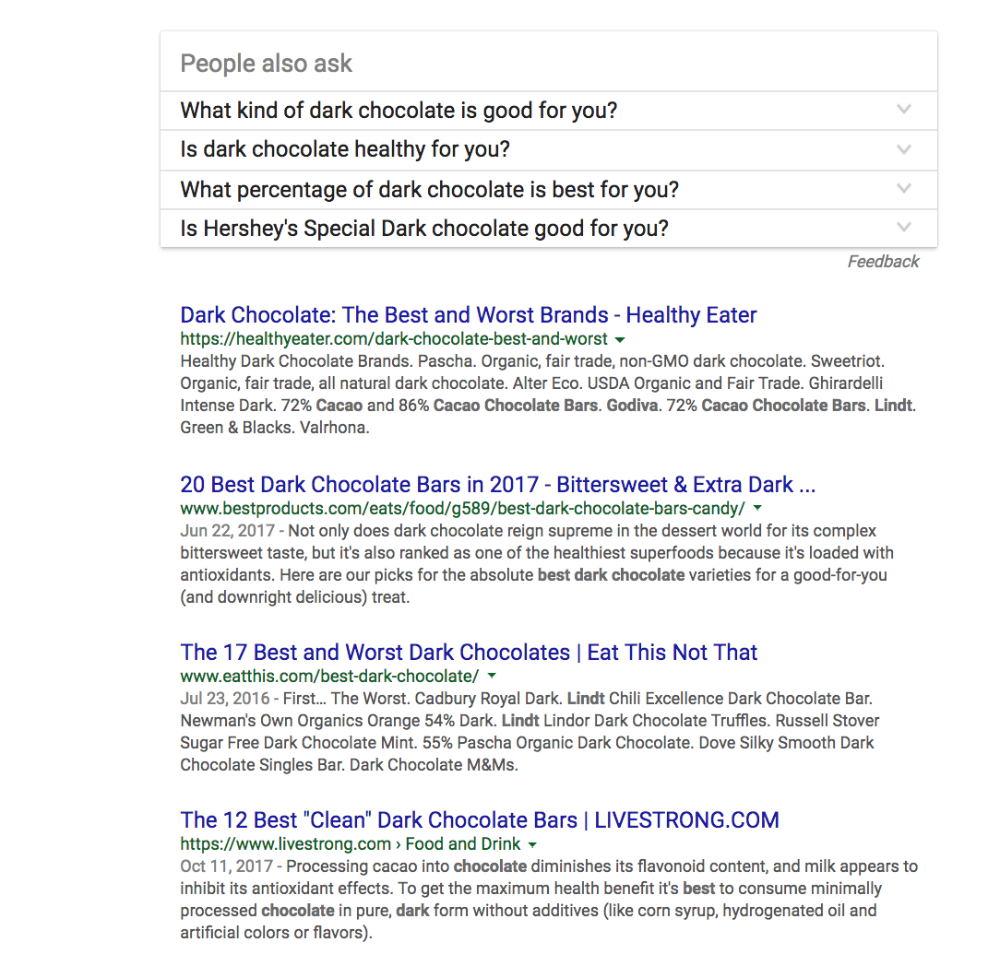 People also ask
What kind of dark chocolate is good for you?
Is dark chocolate healthy for you?
What percentage of dark chocolate is best for you?
Is Hershey's Special Dark chocolate good for you?
Feedback
Dark Chocolate: The Best and Worst Brands - Healthy Eater
https://healthyeater.com/dark-chocolate-best-and-worst
Healthy Dark Chocolate Brands. Pascha. Organic, fair trade, non-GMO dark chocolate. Sweetriot.
Organic, fair trade, all natural dark chocolate. Alter Eco. USDA Organic and Fair Trade. Ghirardelli
Intense Dark. 72% Cacao and 86% Cacao Chocolate Bars. Godiva. 72% Cacao Chocolate Bars. Lindt.
Green & Blacks. Valrhona.
20 Best Dark Chocolate Bars in 2017 - Bittersweet & Extra Dark ...
www.bestproducts.com/eats/food/g589/best-dark-chocolate-bars-candy/
Jun 22, 2017 - Not only does dark chocolate reign supreme in the dessert world for its complex
bittersweet taste, but it's also ranked as one of the healthiest superfoods because it's loaded with
antioxidants. Here are our picks for the absolute best dark chocolate varieties for a good-for-you
(and downright delicious) treat.
The 17 Best and Worst Dark Chocolates | Eat This Not That
www.eatthis.com/best-dark-chocolate/
Jul 23, 2016 - First... The Worst. Cadbury Royal Dark. Lindt Chili Excellence Dark Chocolate Bar.
Newman's Own Organics Orange 54% Dark. Lindt Lindor Dark Chocolate Truffles. Russell Stover
Sugar Free Dark Chocolate Mint. 55% Pascha Organic Dark Chocolate. Dove Silky Smooth Dark
Chocolate Singles Bar. Dark Chocolate M&Ms.
The 12 Best "Clean" Dark Chocolate Bars | LIVESTRONG.COM
https://www.livestrong.com › Food and Drink
Oct 11, 2017 - Processing cacao into chocolate diminishes its flavonoid content, and milk appears to
inhibit its antioxidant effects. To get the maximum health benefit it's best to consume minimally
processed chocolate in pure, dark form without additives (like corn syrup, hydrogenated oil and
artificial colors or flavors).